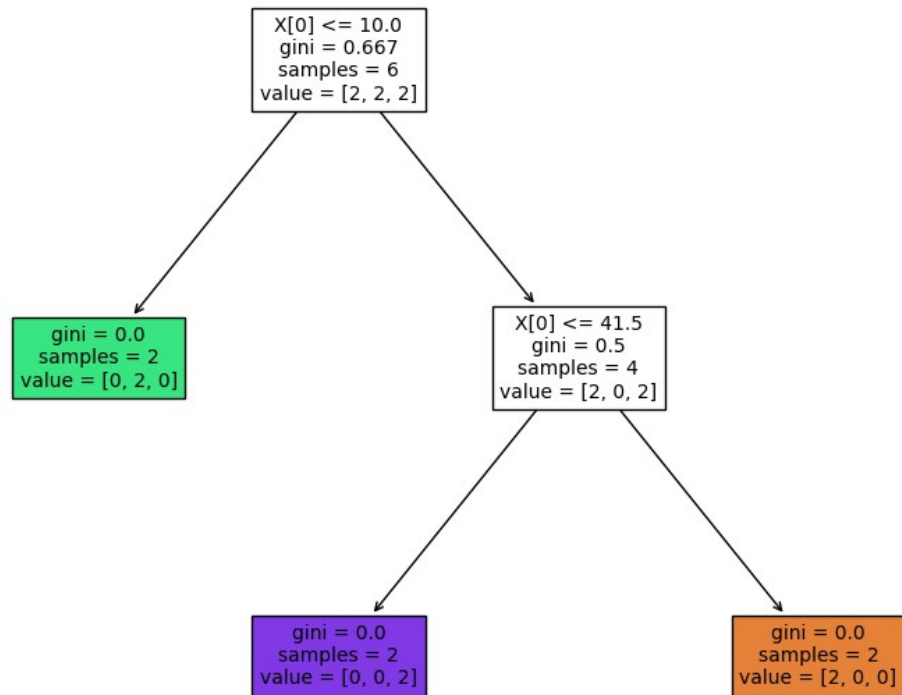 X[0] <= 10.0
gini = 0.667
samples = 6
value = [2, 2, 2]
gini = 0.0
samples = 2
value = [0, 2, 0]
X[0] <= 41.5
gini = 0.5
samples = 4
value = [2, 0, 2]
gini = 0.0
samples = 2
value = [0, 0, 2]
gini = 0.0
samples = 2
value = [2, 0, 0]